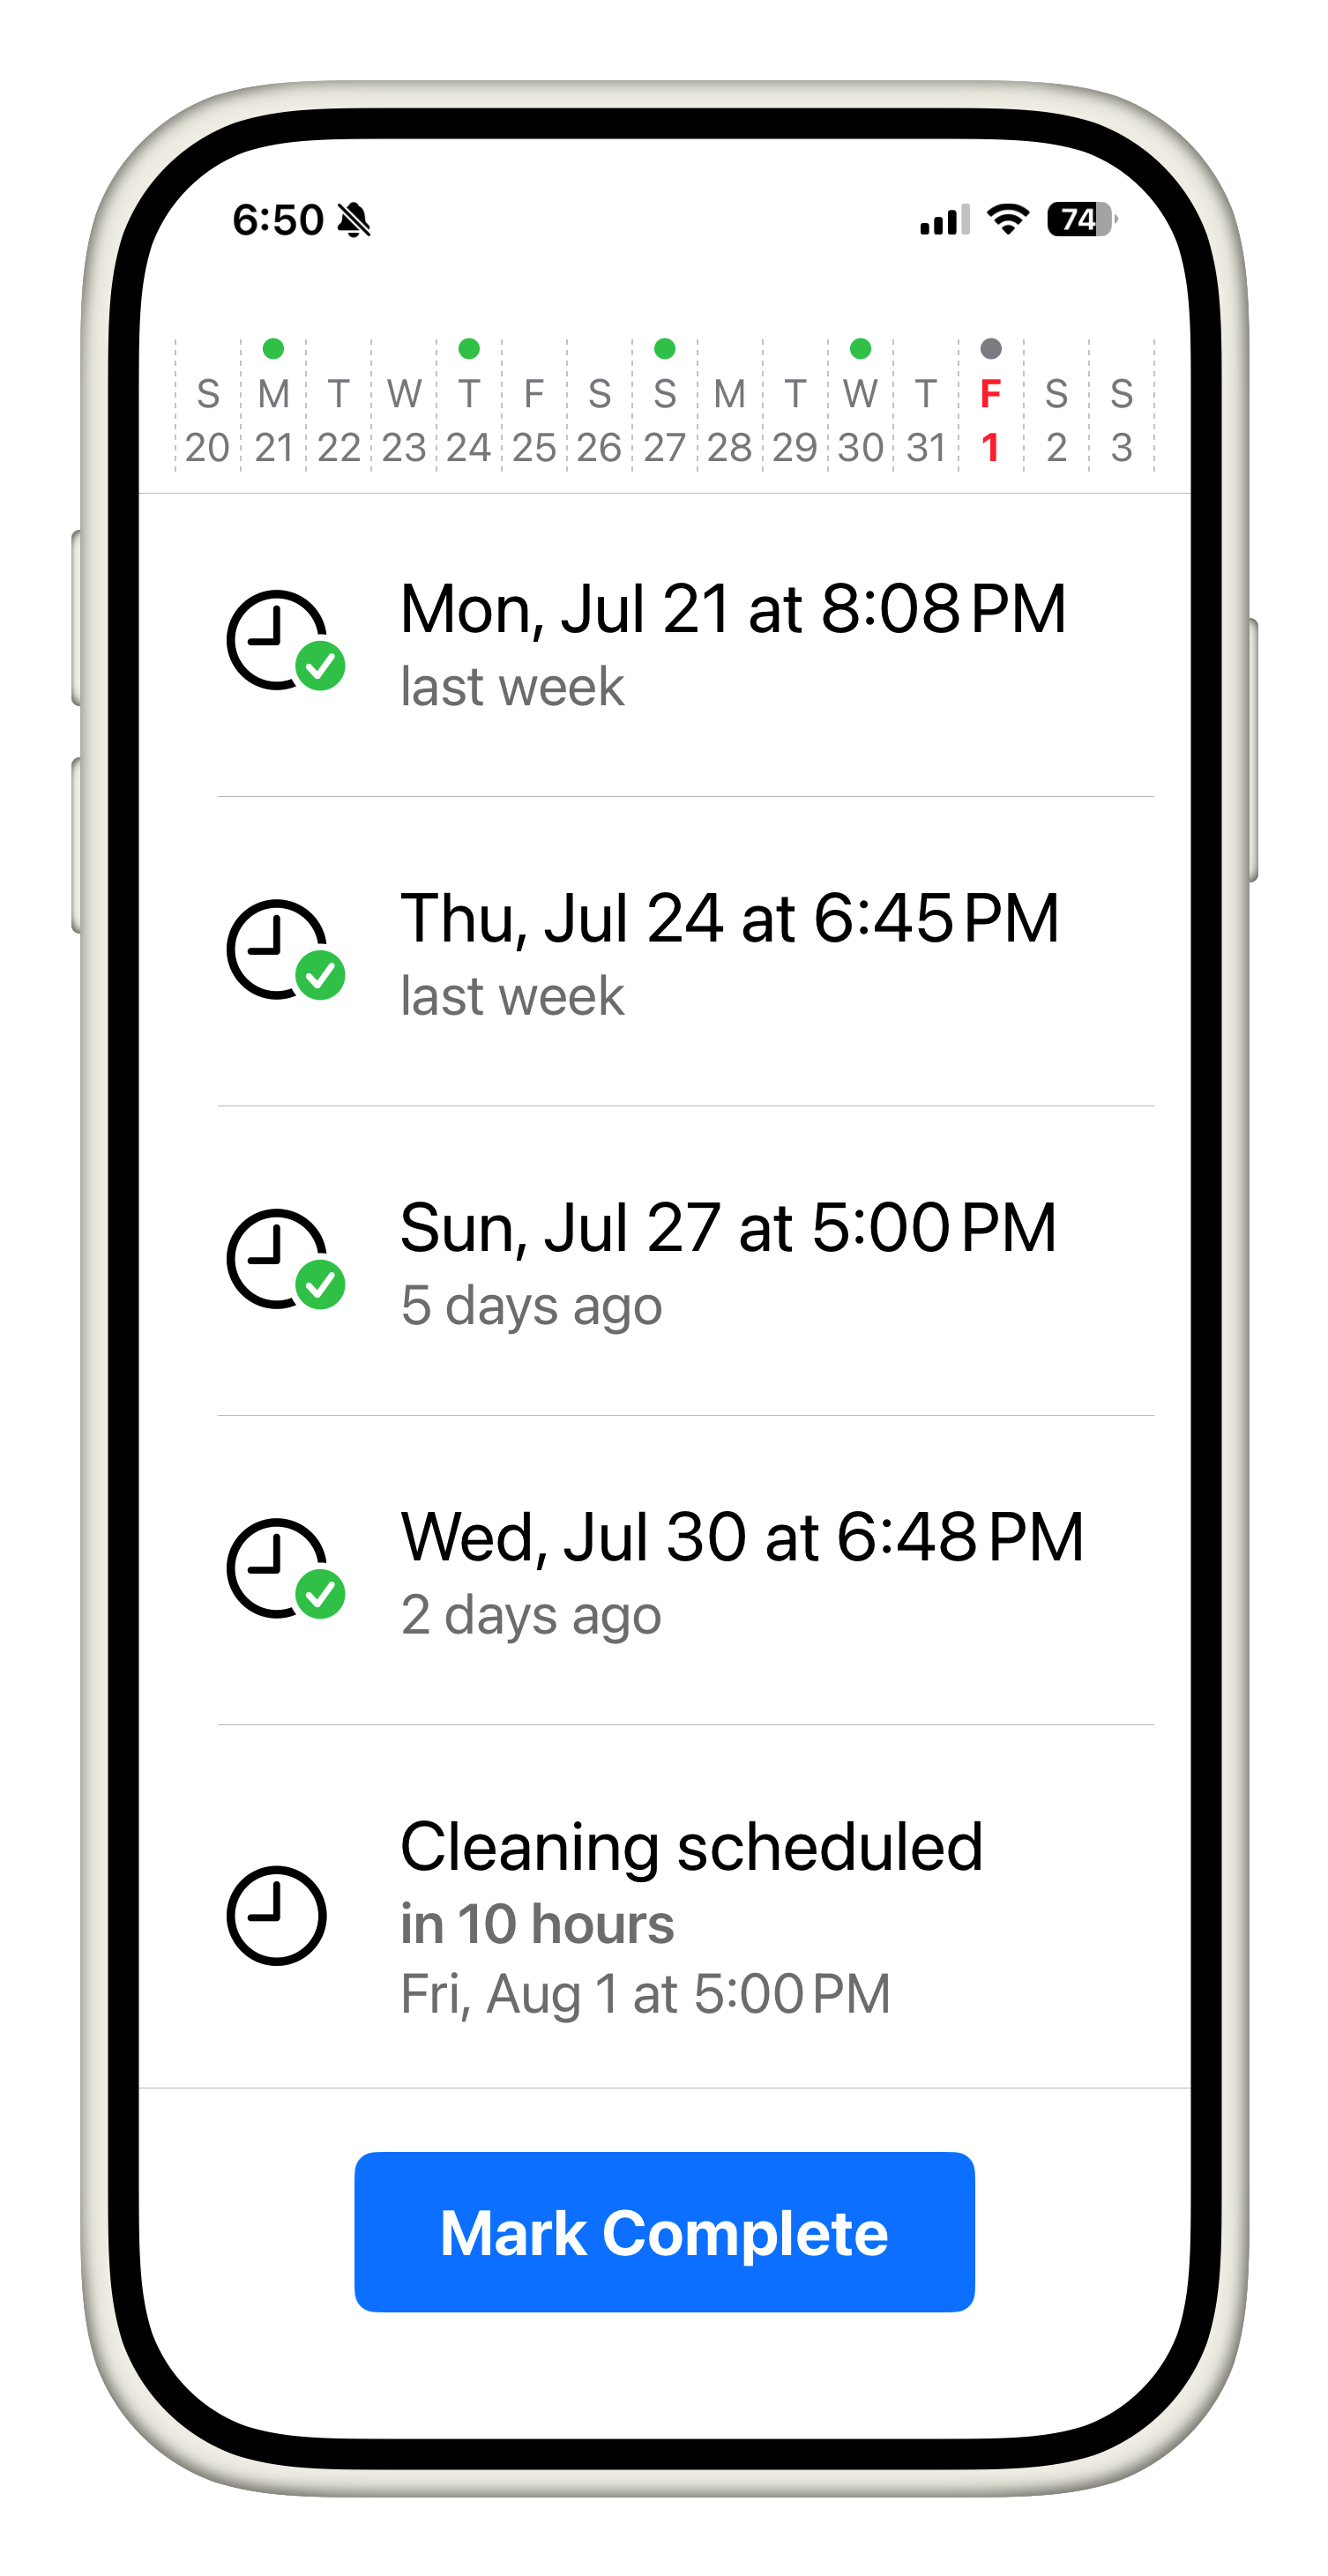 6:50 74
S M T W T F S S M T W T F S S
20 21 22 23 24 25 26 27 28 29 30 31 1 2 3
Mon, Jul 21 at 8:08 PM
last week
Thu, Jul 24 at 6:45 PM
last week
Sun, Jul 27 at 5:00 PM
5 days ago
Wed, Jul 30 at 6:48 PM
2 days ago
Cleaning scheduled
in 10 hours
Fri, Aug 1 at 5:00 PM
Mark Complete